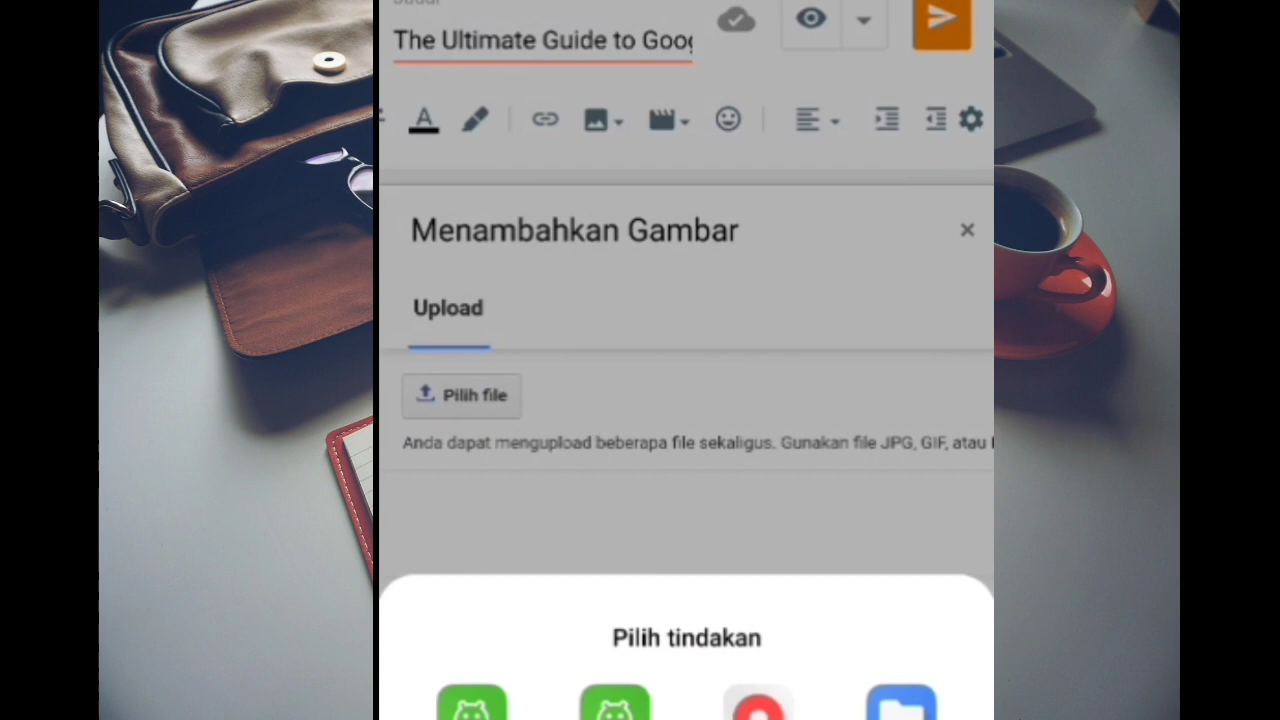 The Ultimate Guide to Goog
A
Menambahkan Gambar
Upload
Pilih file
Anda dapat mengupload beberapa file sekaligus. Gunakan file JPG, GIF, atau
Pilih tindakan